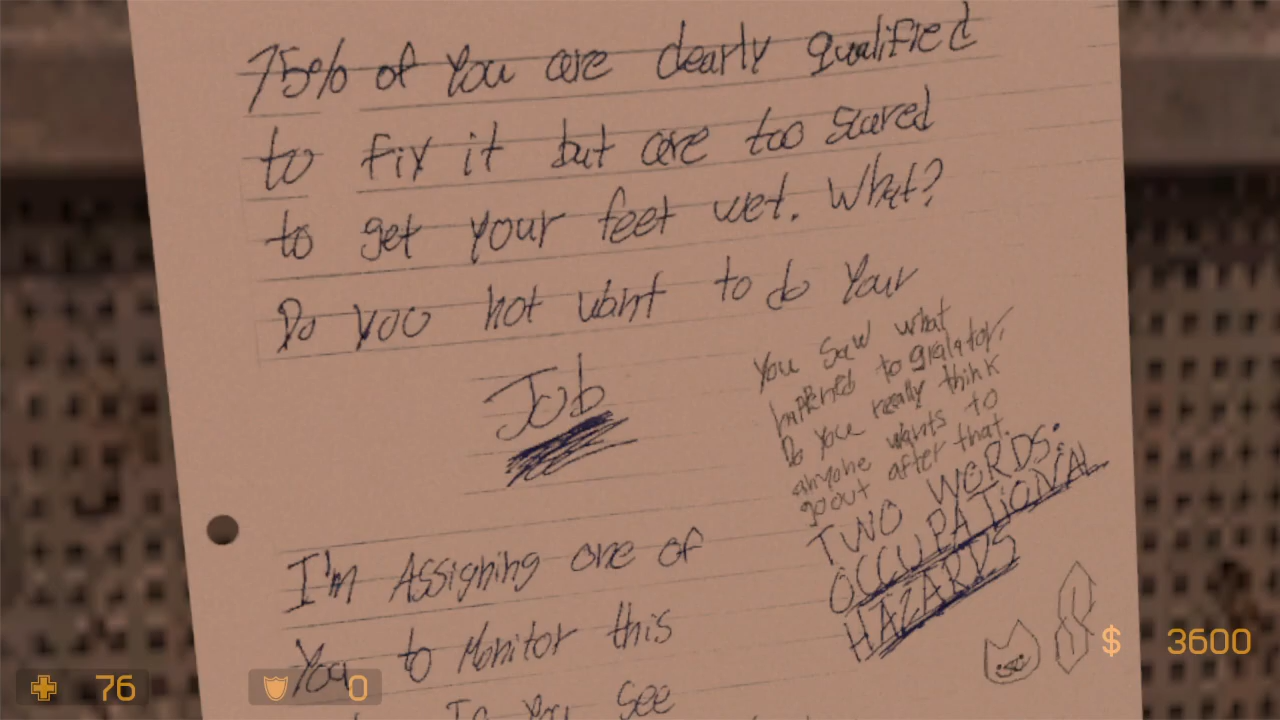 75% of you are clearly qualified
to fix it but are too scared
to get your feet wet. What?
Do you not want to do your
Job
You saw what
happened to
Do you really think
anyone wants to
go out after that.
TWO WORDS:
OCCUPATIONAL
HAZARDS
I'm Assigning one of
You to Monitor this
you see
76
0
$ 3600